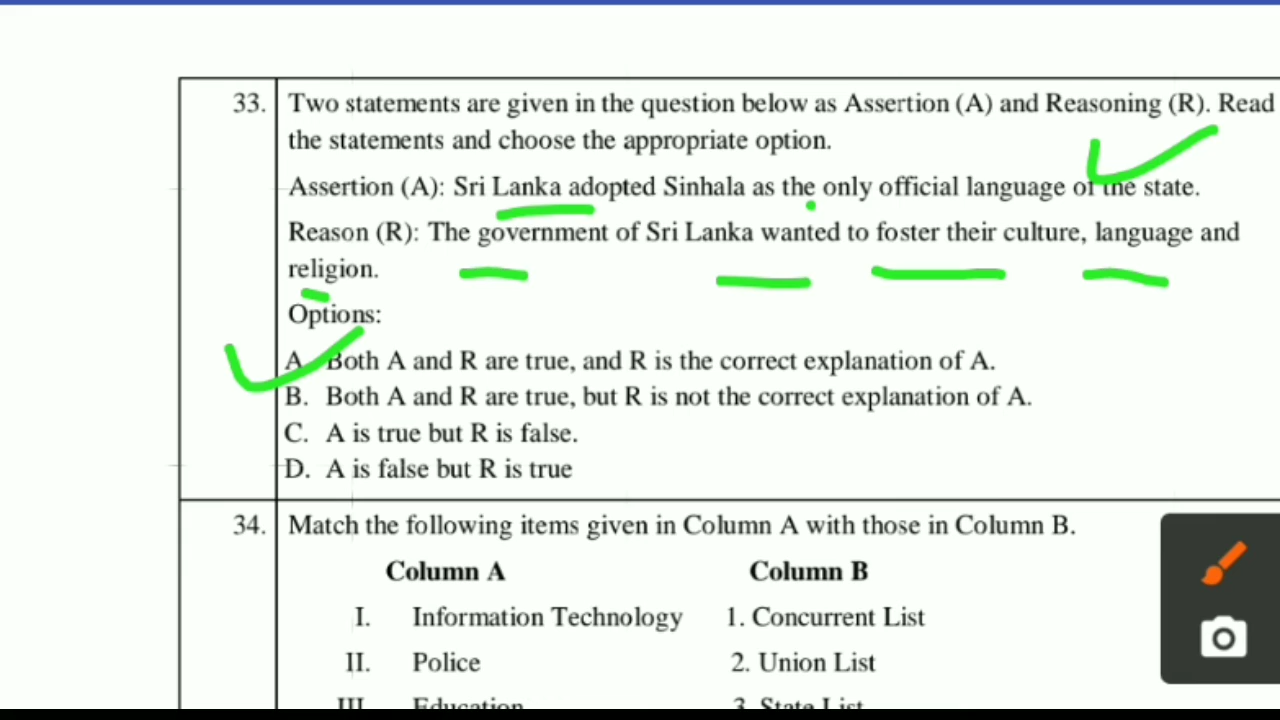 33. Two statements are given in the question below as Assertion (A) and Reasoning (R). Read
the statements and choose the appropriate option.
Assertion (A): Sri Lanka adopted Sinhala as the only official language of the state.
Reason (R): The government of Sri Lanka wanted to foster their culture, language and
religion.
Options:
A. Both A and R are true, and R is the correct explanation of A.
B. Both A and R are true, but R is not the correct explanation of A.
C. A is true but R is false.
D. A is false but R is true
34. Match the following items given in Column A with those in Column B.
Column A Column B
I. Information Technology 1. Concurrent List
II. Police 2. Union List
III. Education 3. State List